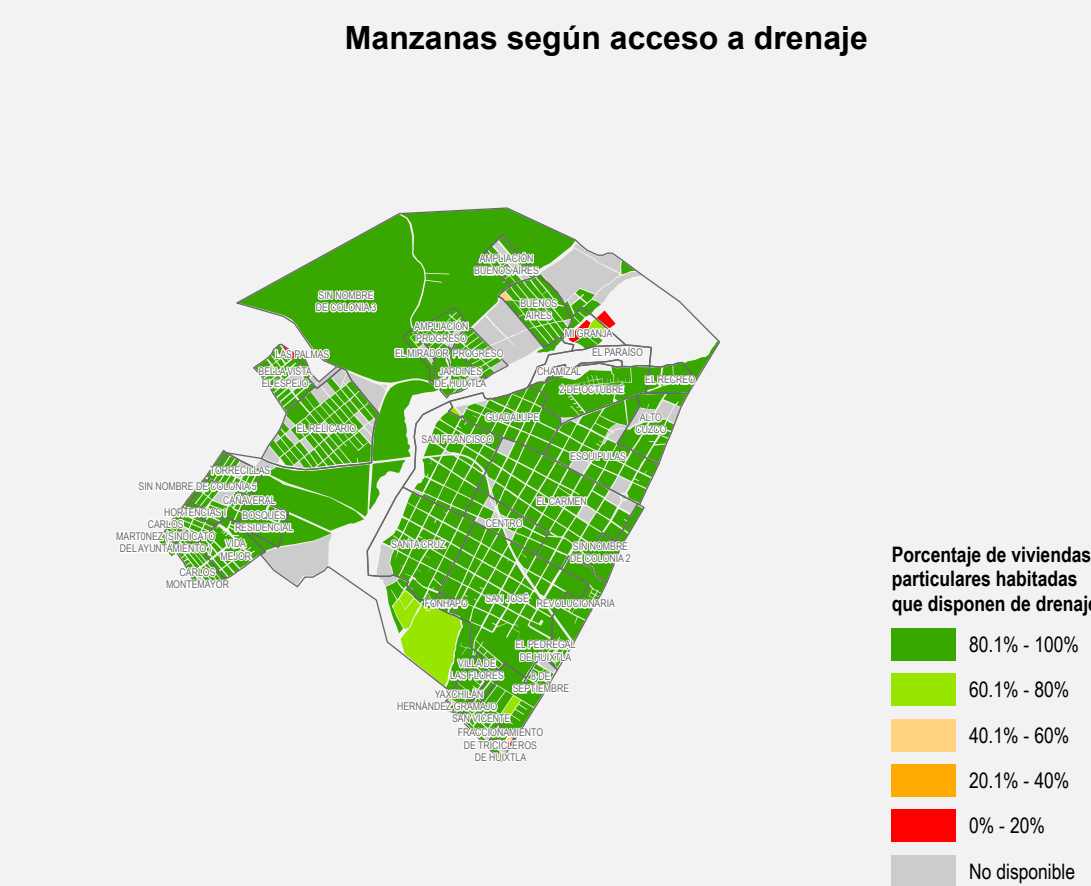 Manzanas según acceso a drenaje
AMPLIACIÓN
BUENOS AIRES
SIN NOMBRE
DE COLONIA 3
BUENOS
AIRES
AMPLIACIÓN
PROGRESO
MI GRANJA
LAS PALMAS
EL MIRADOR
PROGRESO
EL PARAÍSO
BELLA VISTA
EL ESPEJO
JARDINES
DE HUIXTLA
CHAMIZAL
2 DE OCTUBRE
EL RECREO
GUADALUPE
ALTO
CUZCO
EL RELICARIO
SAN FRANCISCO
ESQUIPULAS
TORRECILLAS
SIN NOMBRE DE COLONIA 5
CAÑAVERAL
EL CARMEN
HORTENCIAS I
BOSQUES
RESIDENCIAL
CENTRO
CARLOS
MART0NEZ (SINDICATO
DEL AYUNTAMIENTO)
VIDA
MEJOR
SANTA CRUZ
SIN NOMBRE
DE COLONIA 2
CARLOS
MONTEMAYOR
FONHAPO
SAN JOSÉ
REVOLUCIONARIA
EL PEDREGAL
DE HUIXTLA
VILLA DE
LAS FLORES
DE
SEPTIEMBRE
YAXCHILÁN
HERNÁNDEZ GRAMAJO
SAN VICENTE
FRACCIONAMIENTO
DE TRICICLEROS
DE HUIXTLA
Porcentaje de viviendas
particulares habitadas
que disponen de drenaje
80.1% - 100%
60.1% - 80%
40.1% - 60%
20.1% - 40%
0% - 20%
No disponible